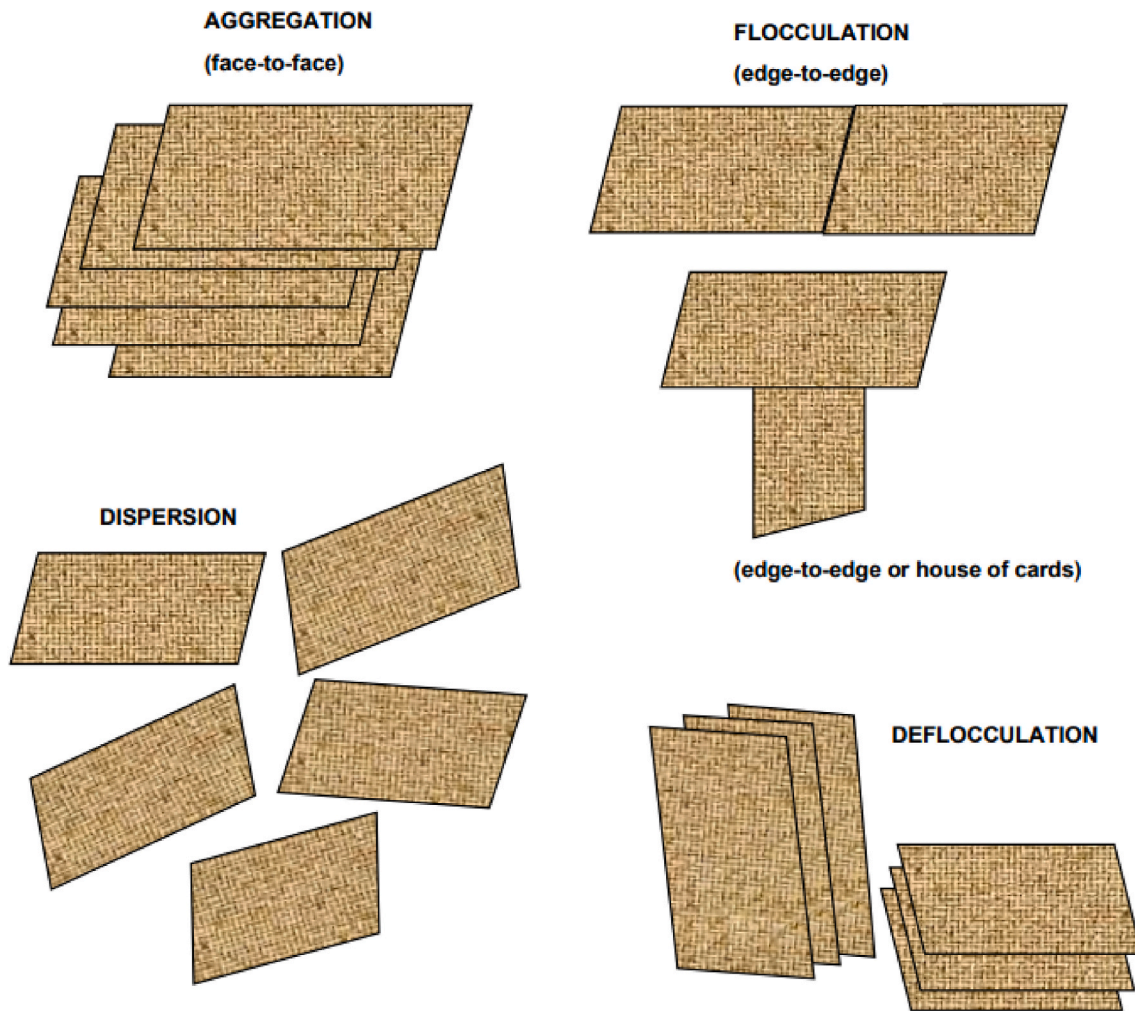 AGGREGATION
(face-to-face)
FLOCCULATION
(edge-to-edge)
DISPERSION
(edge-to-edge or house of cards)
DEFLOCCULATION